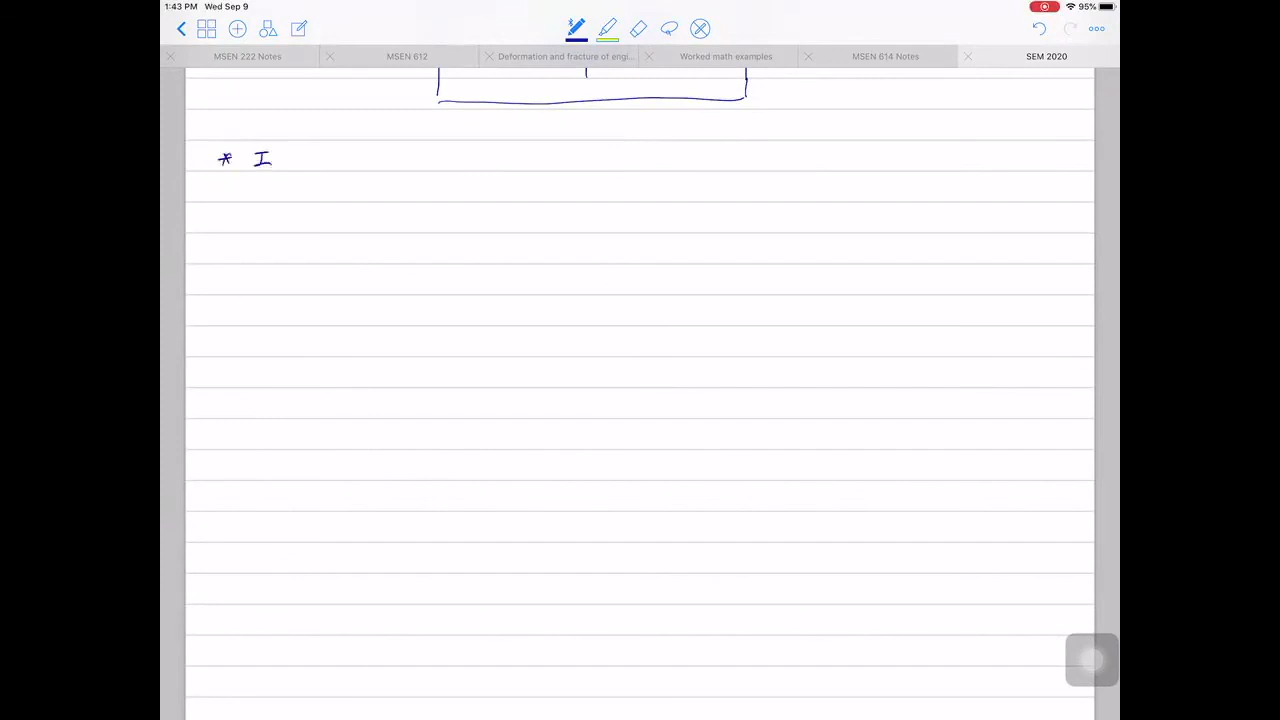 1:43 PM Wed Sep 9
95%
MSEN 222 Notes
MSEN 612
Deformation and fracture of engi...
Worked math examples
MSEN 614 Notes
SEM 2020
* I